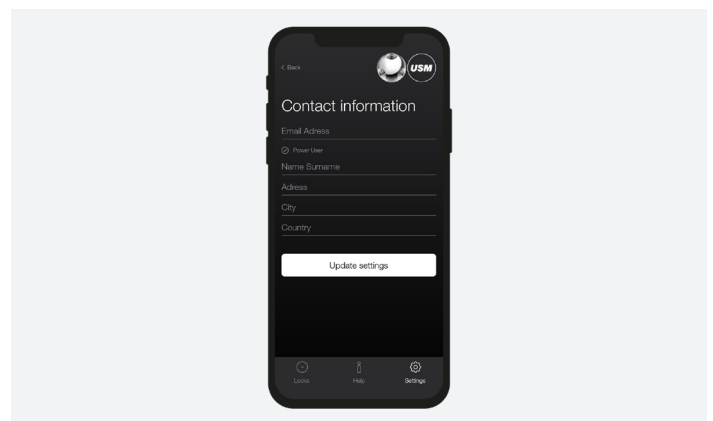 < Back
USM
Contact information
Email Adress
Power User
Name Surname
Adress
City
Country
Update settings
Locks Help Settings